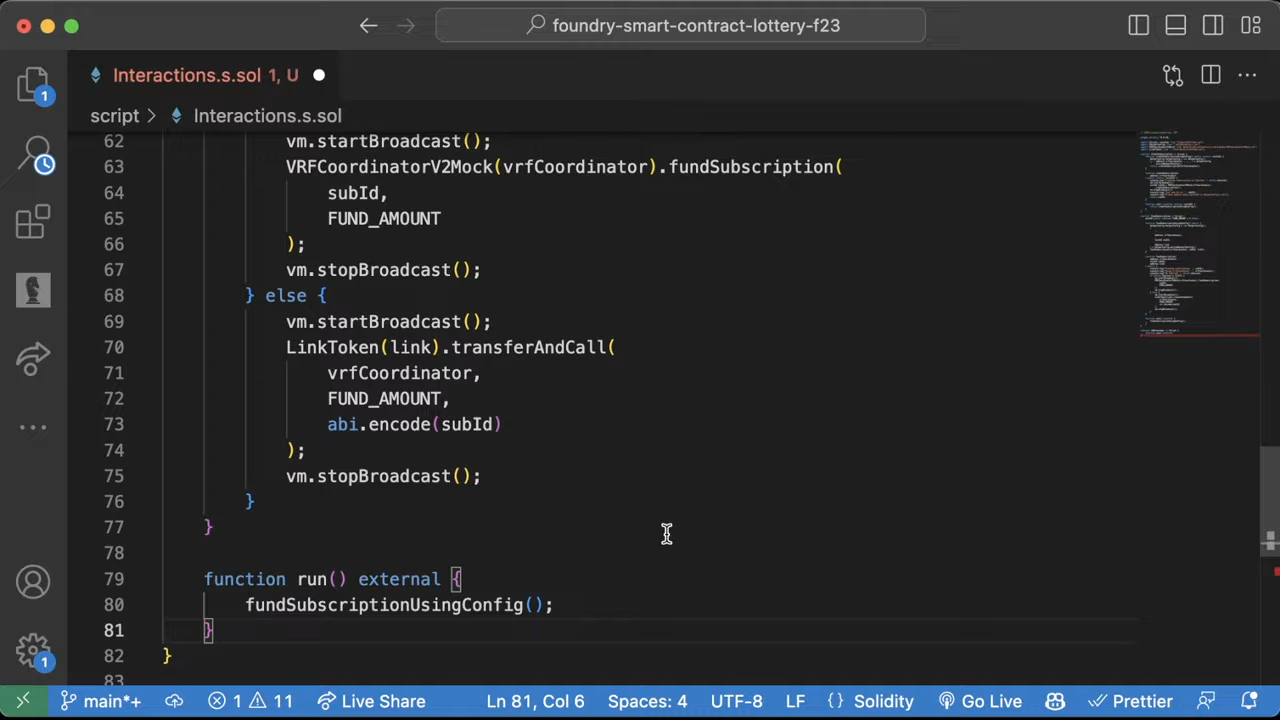 foundry-smart-contract-lottery-f23
Interactions.s.sol 1, U
script > Interactions.s.sol
62 vm.startBroadcast();
63 VRFCoordinatorV2Mock(vrfCoordinator).fundSubscription(
64 subId,
65 FUND_AMOUNT
66 );
67 vm.stopBroadcast();
68 } else {
69 vm.startBroadcast();
70 LinkToken(link).transferAndCall(
71 vrfCoordinator,
72 FUND_AMOUNT,
73 abi.encode(subId)
74 );
75 vm.stopBroadcast();
76 }
77 }
78
79 function run() external {
80 fundSubscriptionUsingConfig();
81 }
82 }
83
1
1
main*+ 1 11 Live Share Ln 81, Col 6 Spaces: 4 UTF-8 LF {} Solidity Go Live Prettier